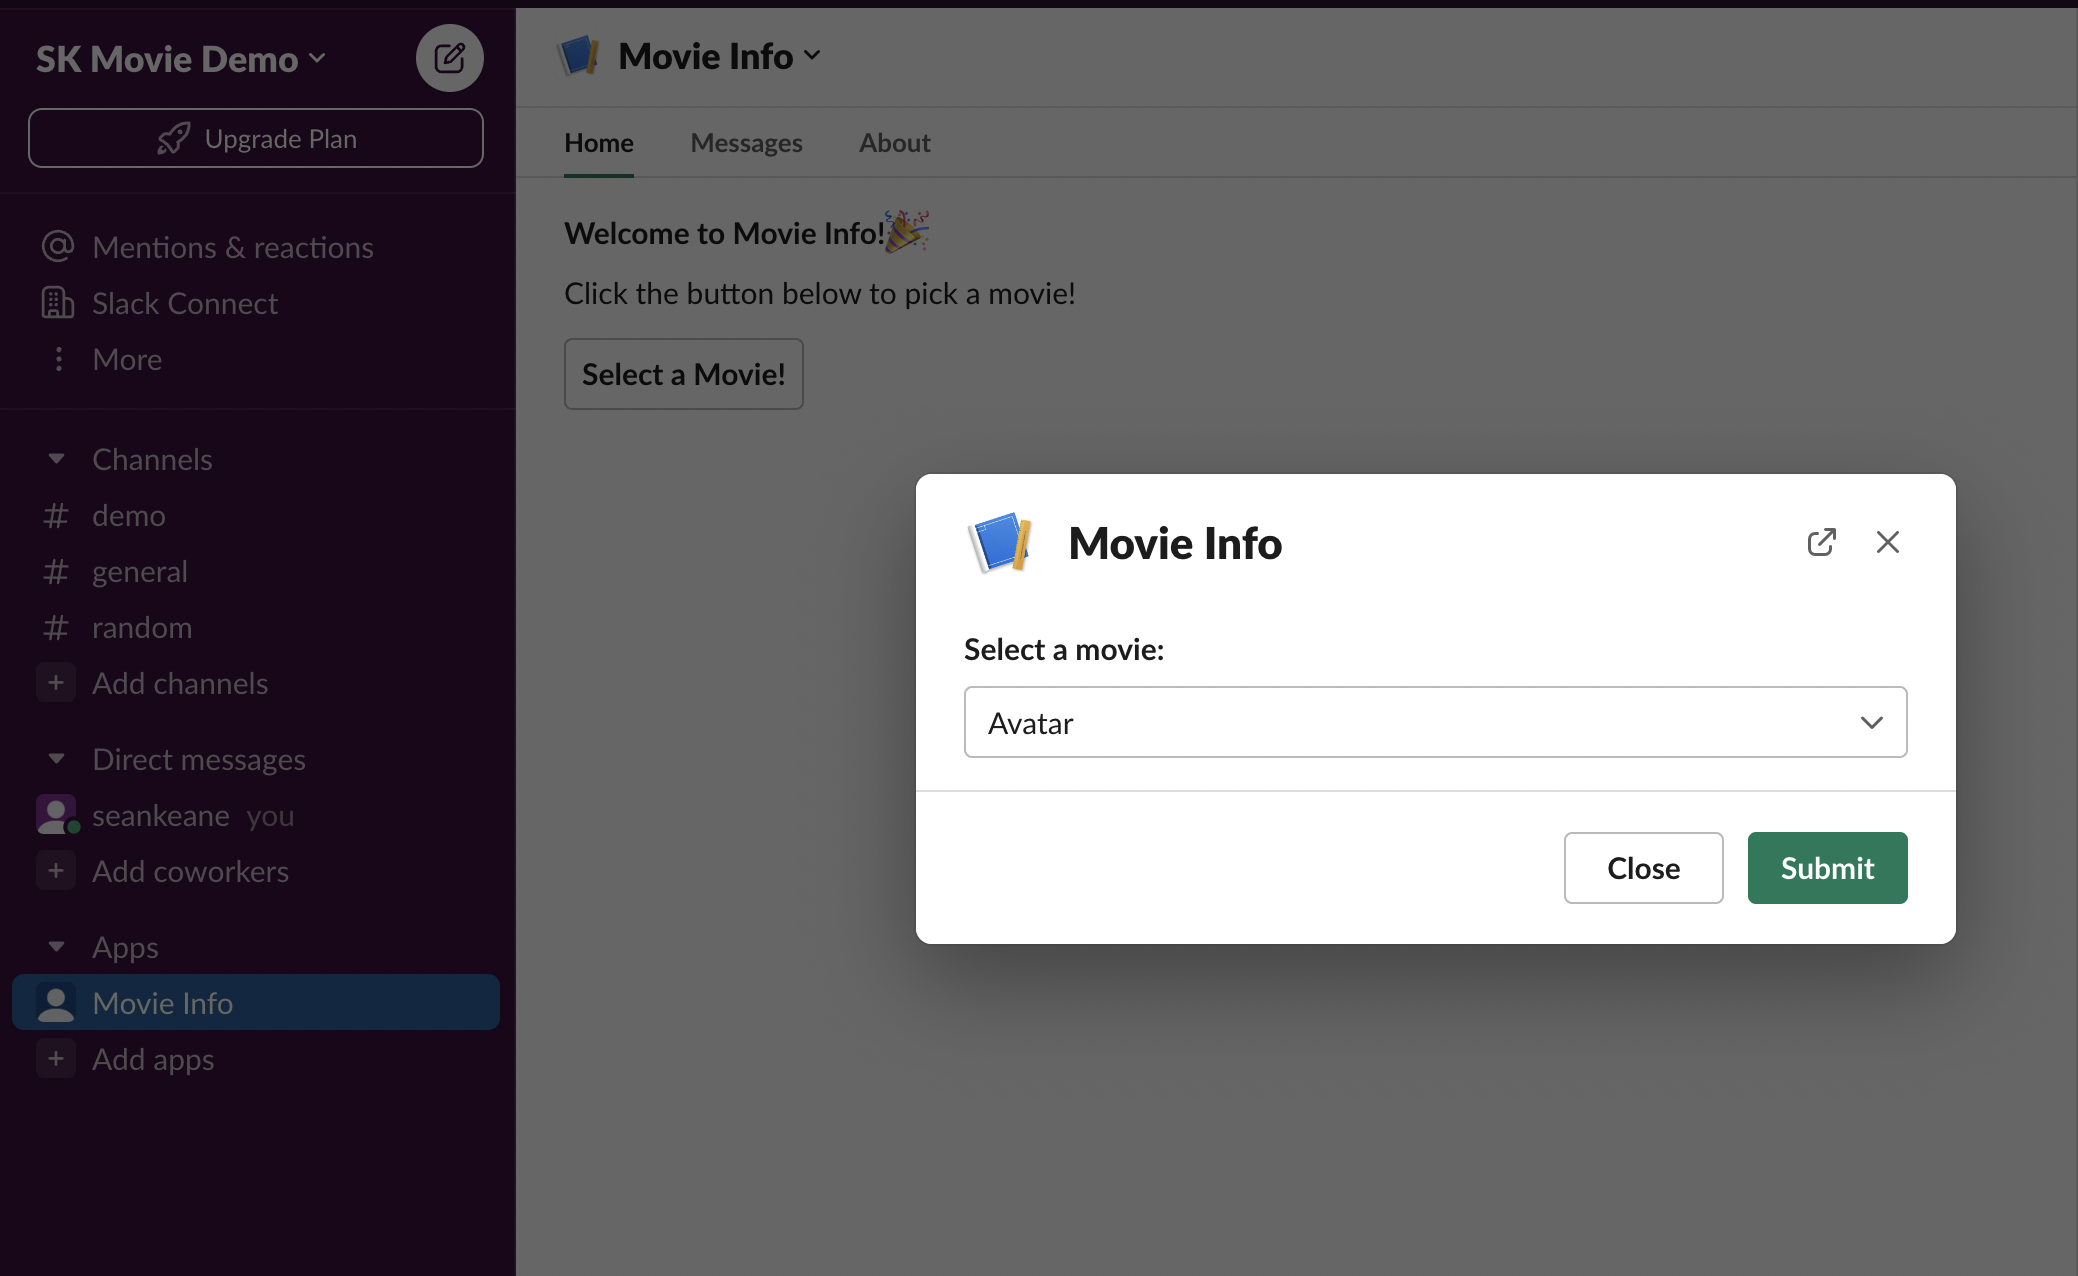 SK Movie Demo
Upgrade Plan
Mentions & reactions
Slack Connect
More
Channels
# demo
# general
# random
+ Add channels
Direct messages
seankeane you
+ Add coworkers
Apps
Movie Info
+ Add apps
Movie Info
Home Messages About
Welcome to Movie Info!🎉
Click the button below to pick a movie!
Select a Movie!
Movie Info
Select a movie:
Avatar
Close Submit